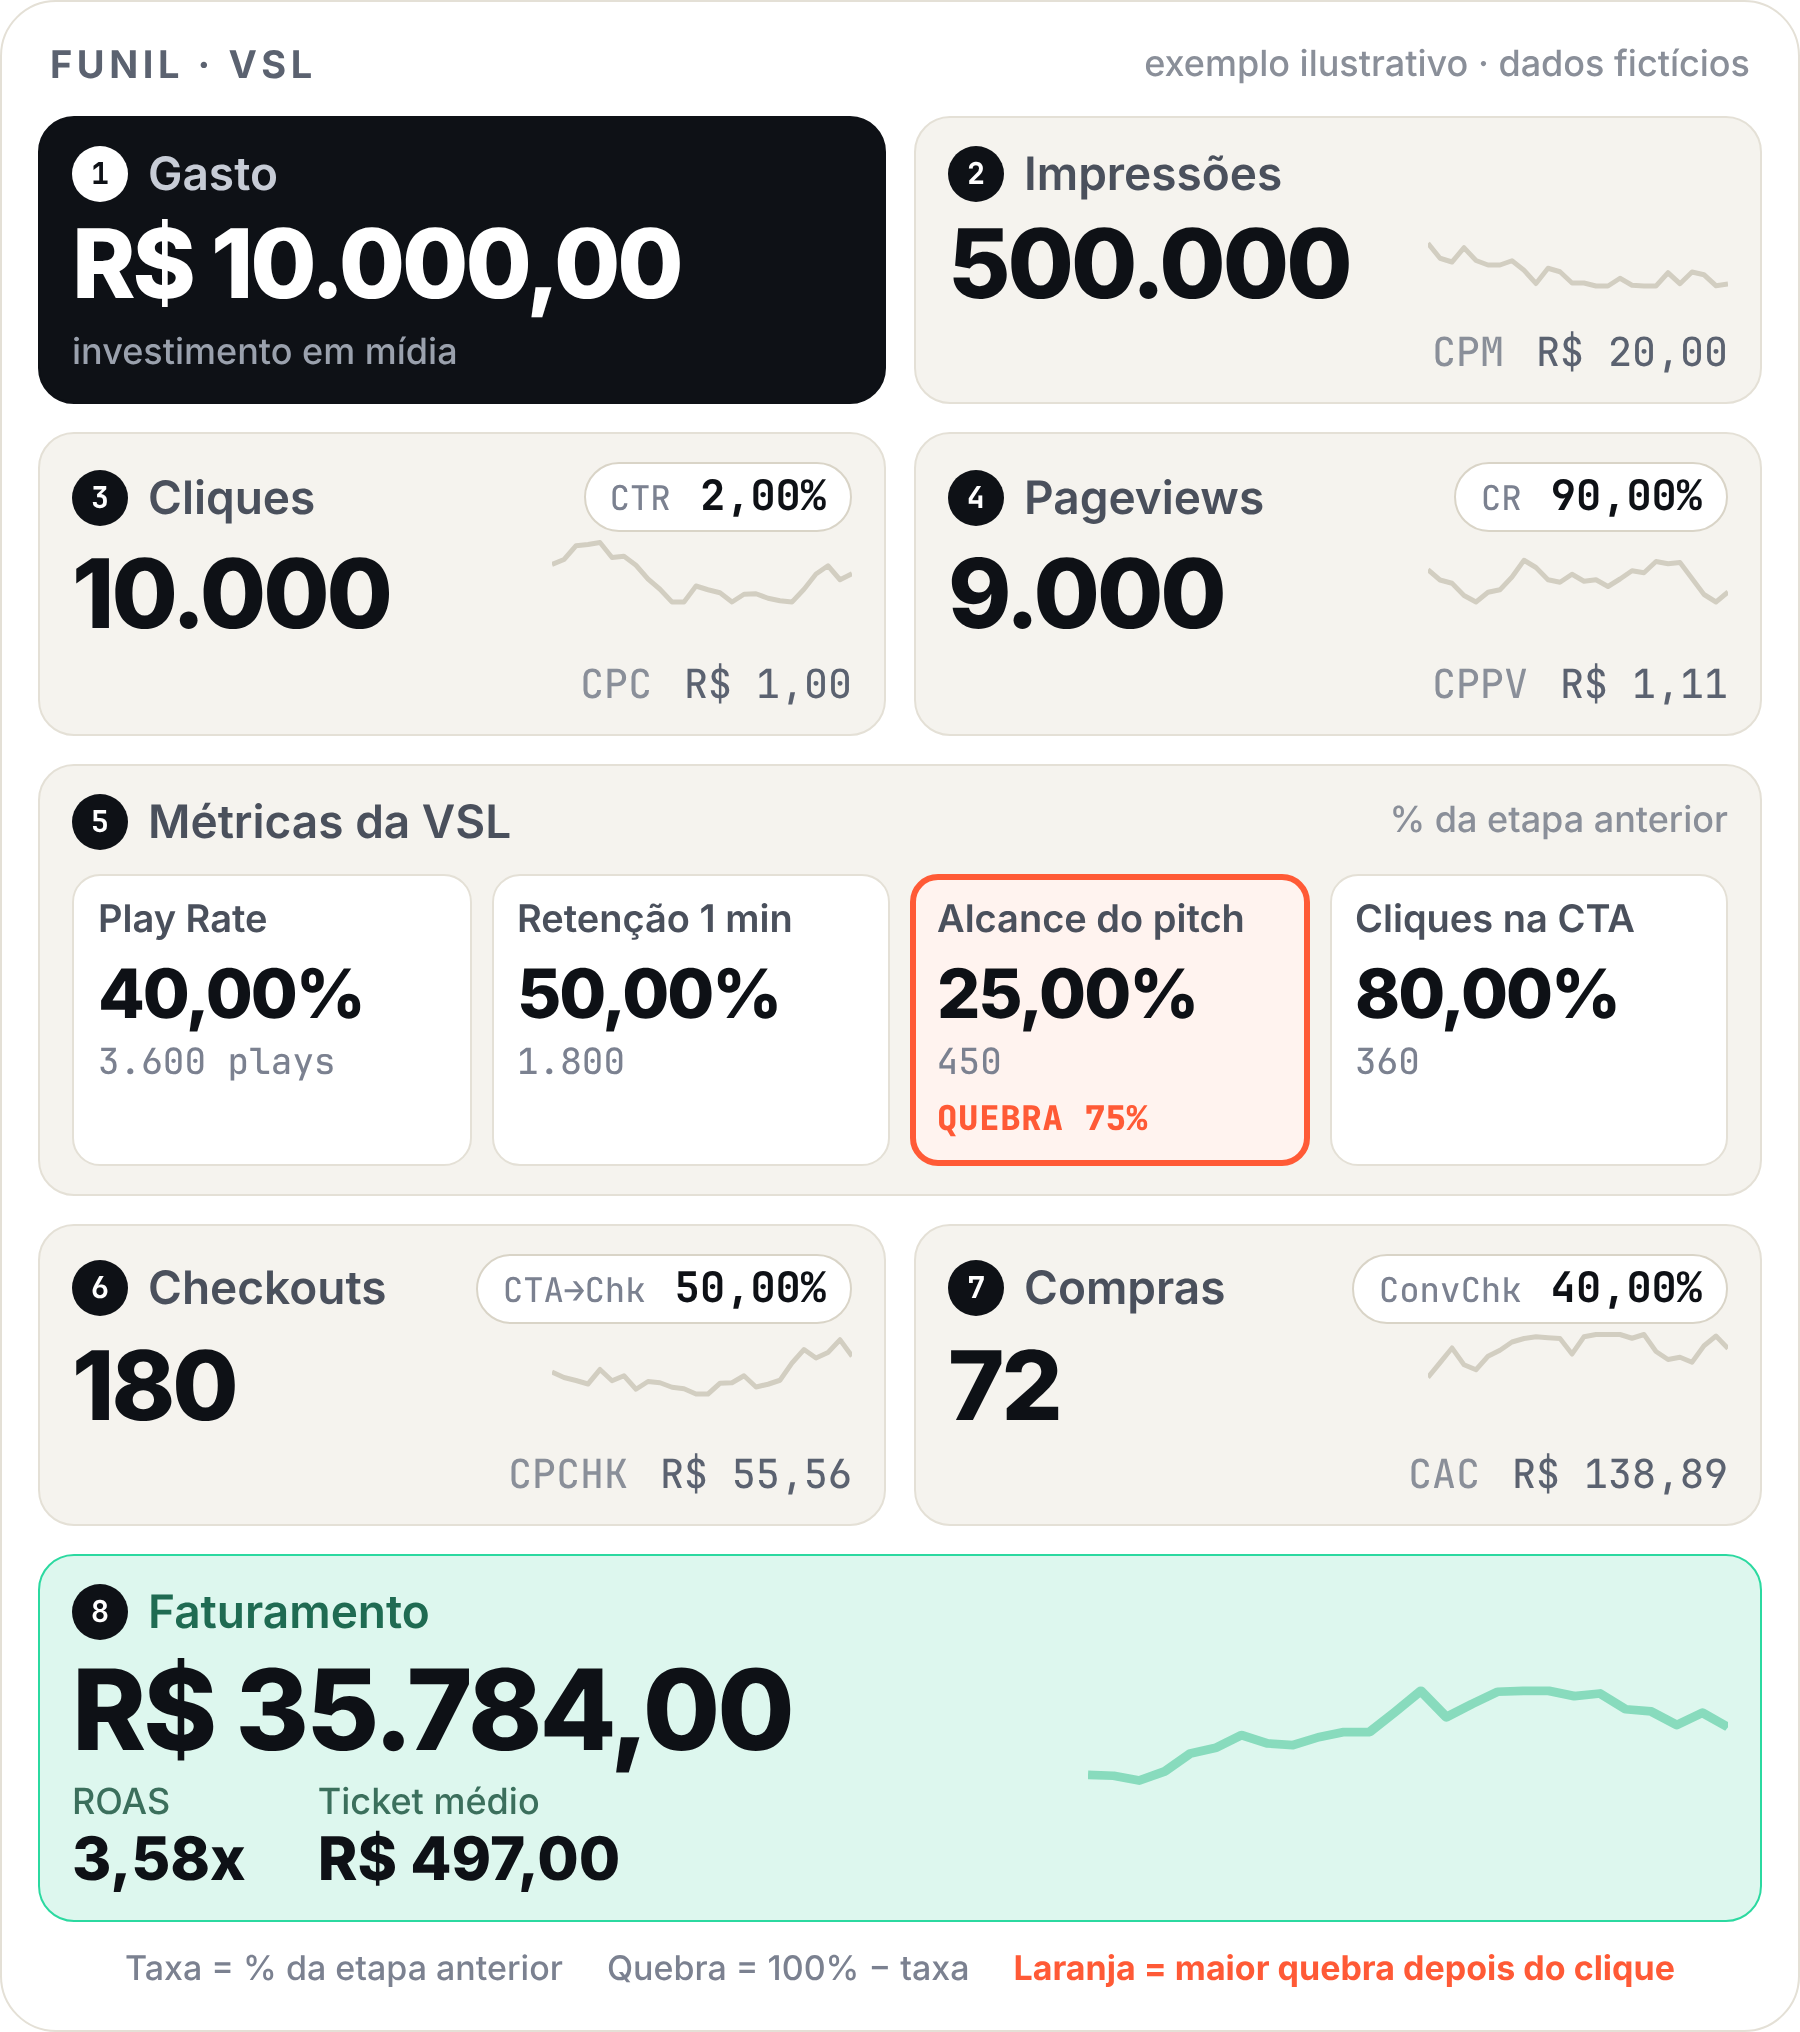 FUNIL · VSL
exemplo ilustrativo · dados fictícios
1 Gasto
R$ 10.000,00
investimento em mídia
2 Impressões
500.000
CPM R$ 20,00
3 Cliques
CTR 2,00%
10.000
CPC R$ 1,00
4 Pageviews
CR 90,00%
9.000
CPPV R$ 1,11
5 Métricas da VSL
% da etapa anterior
Play Rate
40,00%
3.600 plays
Retenção 1 min
50,00%
1.800
Alcance do pitch
25,00%
450
QUEBRA 75%
Cliques na CTA
80,00%
360
6 Checkouts
CTA→Chk 50,00%
180
CPCHK R$ 55,56
7 Compras
ConvChk 40,00%
72
CAC R$ 138,89
8 Faturamento
R$ 35.784,00
ROAS
3,58x
Ticket médio
R$ 497,00
Taxa = % da etapa anterior Quebra = 100% − taxa Laranja = maior quebra depois do clique